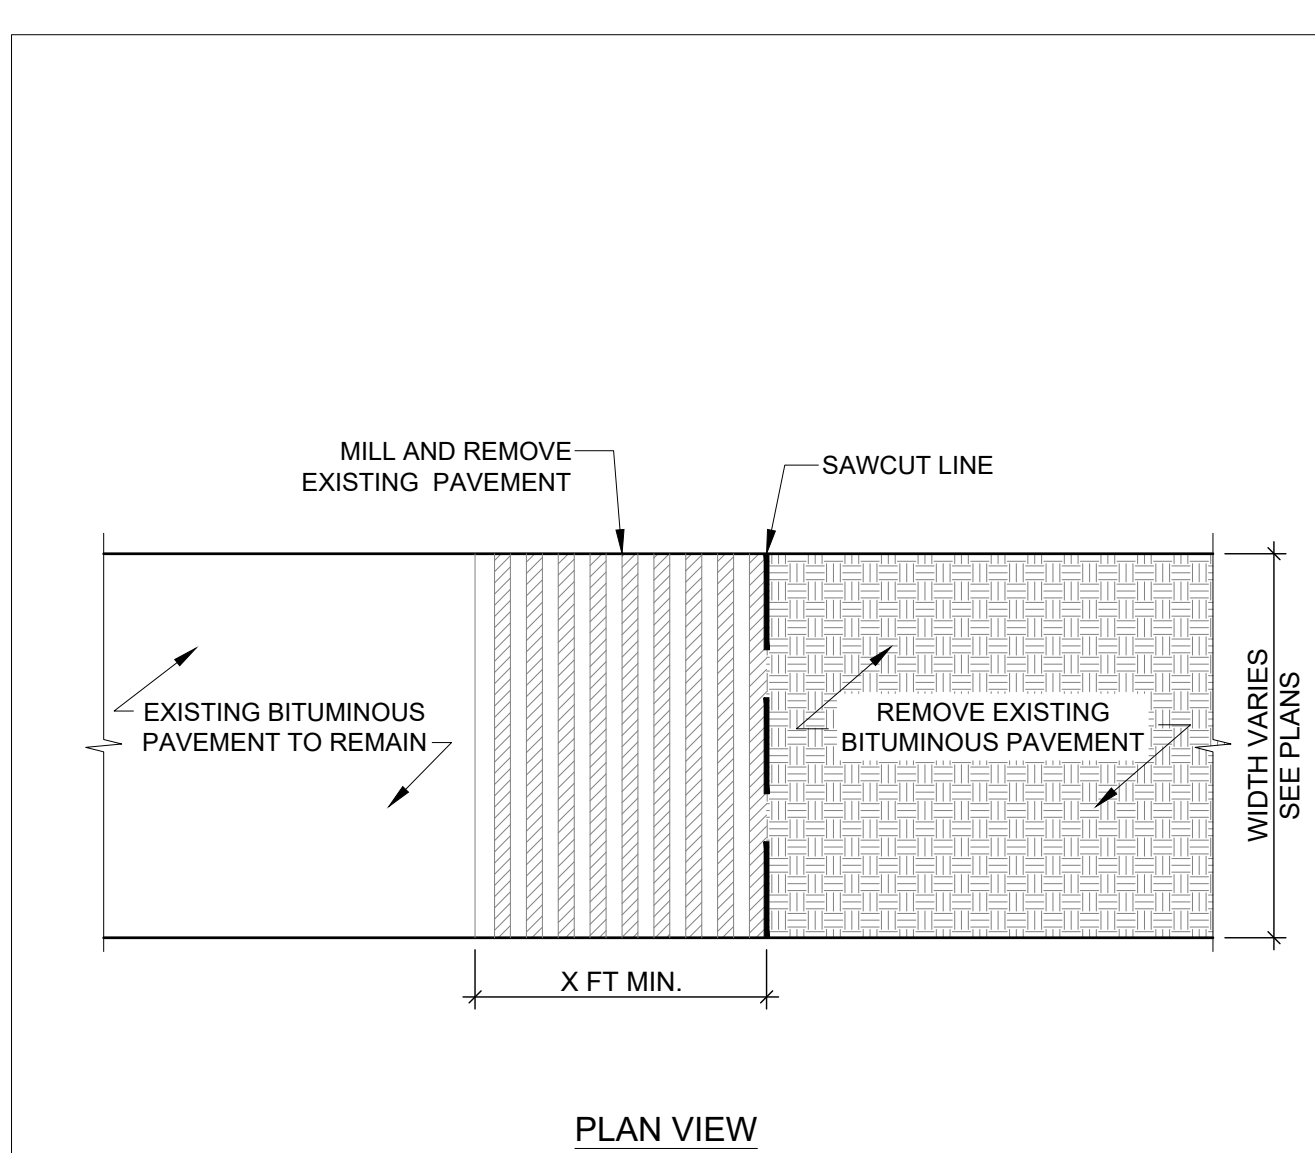 MILL AND REMOVE
EXISTING PAVEMENT
SAWCUT LINE
EXISTING BITUMINOUS
PAVEMENT TO REMAIN
REMOVE EXISTING
BITUMINOUS PAVEMENT
WIDTH VARIES
SEE PLANS
X FT MIN.
PLAN VIEW